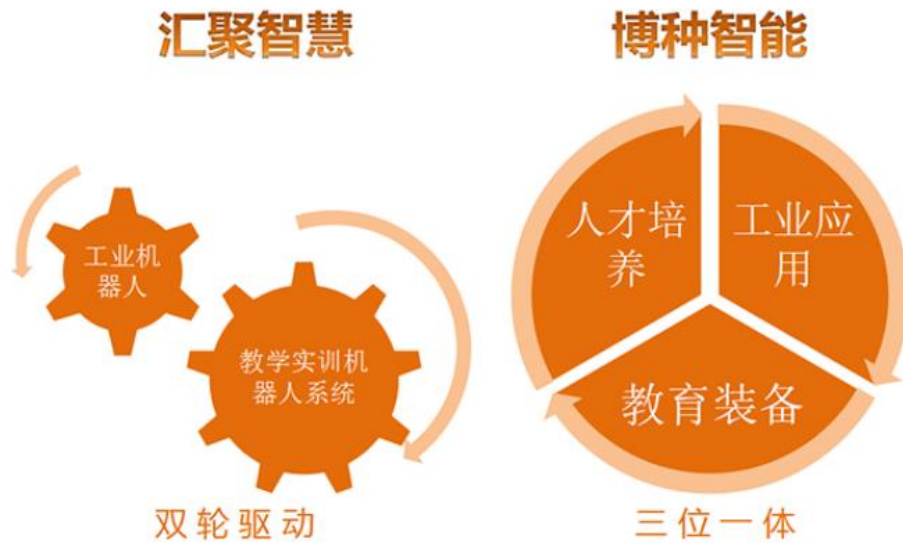 汇聚智慧
博种智能
工业机
器人
教学实训机
器人系统
双轮驱动
人才培
养
工业应
用
教育装备
三位一体